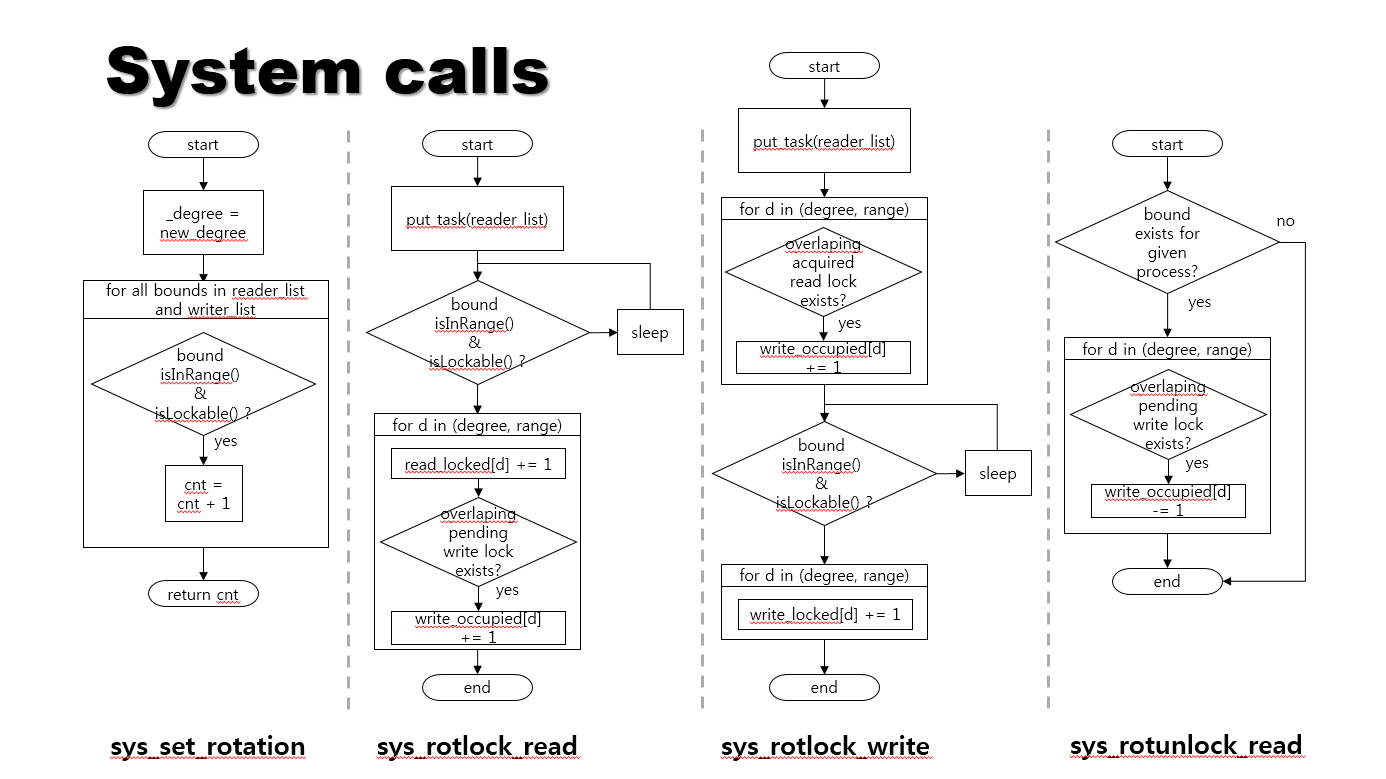 System calls
start
_degree =
new_degree
for all bounds in reader_list
and writer_list
bound
isInRange()
&
isLockable() ?
yes
cnt =
cnt + 1
return cnt
sys_set_rotation
start
put_task(reader_list)
bound
isInRange()
&
isLockable() ?
sleep
for d in (degree, range)
read_locked[d] += 1
overlaping
pending
write lock
exists?
yes
write_occupied[d]
+= 1
end
sys_rotlock_read
start
put_task(reader_list)
for d in (degree, range)
overlaping
acquired
read lock
exists?
yes
write_occupied[d]
+= 1
bound
isInRange()
&
isLockable() ?
sleep
for d in (degree, range)
write_locked[d] += 1
end
sys_rotlock_write
start
bound
exists for
given
process?
no
yes
for d in (degree, range)
overlaping
pending
write lock
exists?
yes
write_occupied[d]
-= 1
end
sys_rotunlock_read